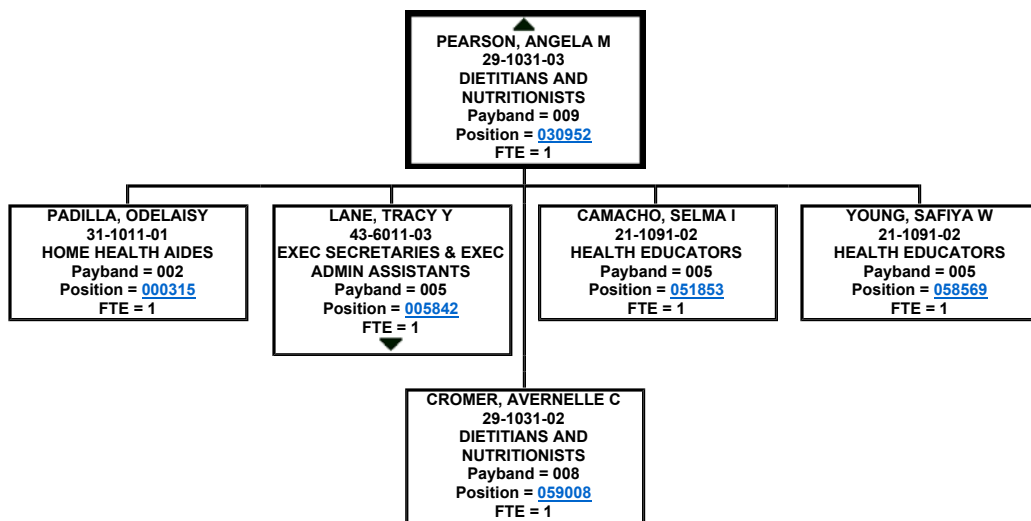 PEARSON, ANGELA M
29-1031-03
DIETITIANS AND
NUTRITIONISTS
Payband = 009
Position = 030952
FTE = 1
PADILLA, ODELAISY
31-1011-01
HOME HEALTH AIDES
Payband = 002
Position = 000315
FTE = 1
LANE, TRACY Y
43-6011-03
EXEC SECRETARIES & EXEC
ADMIN ASSISTANTS
Payband = 005
Position = 005842
FTE = 1
CAMACHO, SELMA I
21-1091-02
HEALTH EDUCATORS
Payband = 005
Position = 051853
FTE = 1
YOUNG, SAFIYA W
21-1091-02
HEALTH EDUCATORS
Payband = 005
Position = 058569
FTE = 1
CROMER, AVERNELLE C
29-1031-02
DIETITIANS AND
NUTRITIONISTS
Payband = 008
Position = 059008
FTE = 1